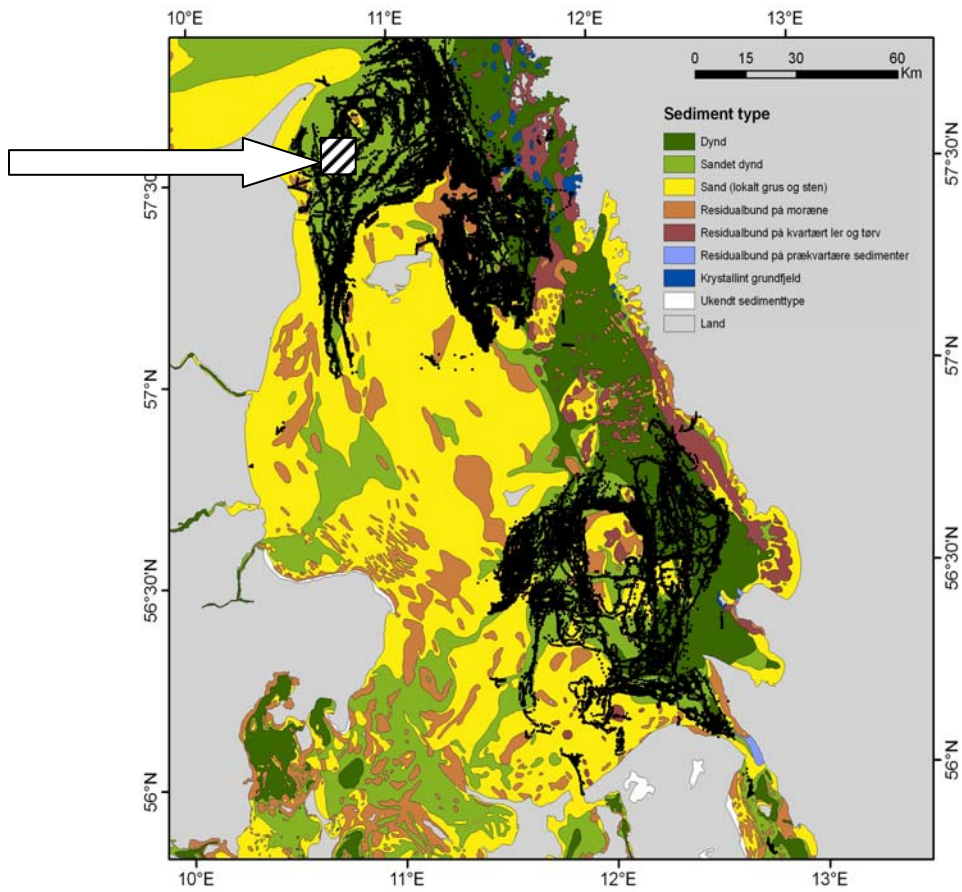 10°E 11°E 12°E 13°E
0 15 30 60
Km
Sediment type
Dynd
Sandet dynd
Sand (lokalt grus og sten)
Residualbund på moræne
Residualbund på kvartært ler og tørv
Residualbund på prækvartære sedimenter
Krystallint grundfjeld
Ukendt sedimenttype
Land
57°30'N
57°N
56°30'N
56°N
57°30'N
57°N
56°30'N
56°N
10°E 11°E 12°E 13°E